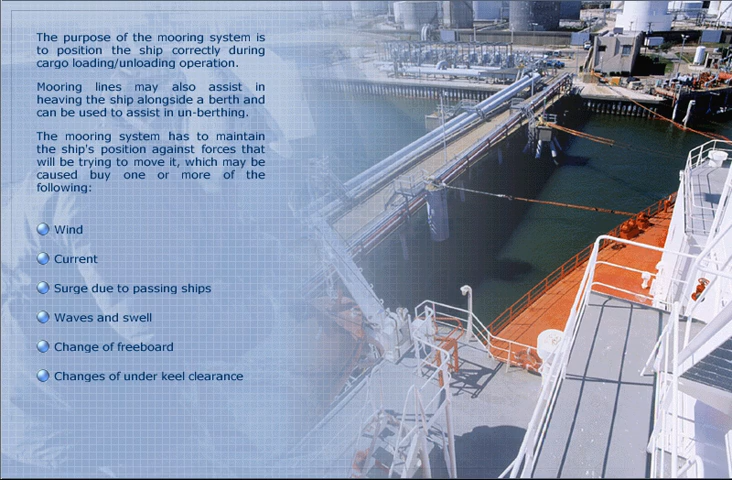 The purpose of the mooring system is
to position the ship correctly during
cargo loading/unloading operation.
Mooring lines may also assist in
heaving the ship alongside a berth and
can be used to assist in un-berthing.
The mooring system has to maintain
the ship's position against forces that
will be trying to move it, which may be
caused buy one or more of the
following:
Wind
Current
Surge due to passing ships
Waves and swell
Change of freeboard
Changes of under keel clearance